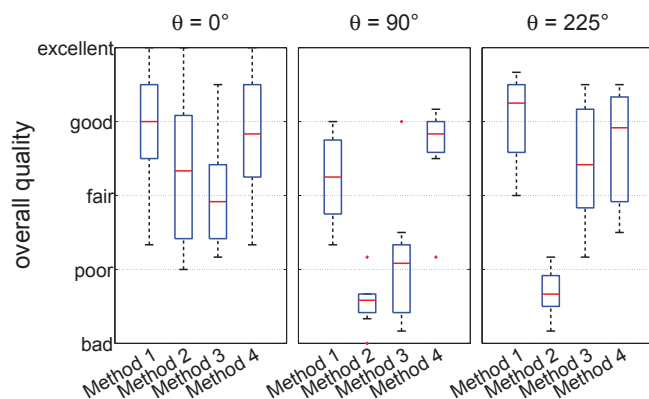 θ = 0°
θ = 90°
θ = 225°
overall quality
excellent
good
fair
poor
bad
Method 1
Method 2
Method 3
Method 4
Method 1
Method 2
Method 3
Method 4
Method 1
Method 2
Method 3
Method 4